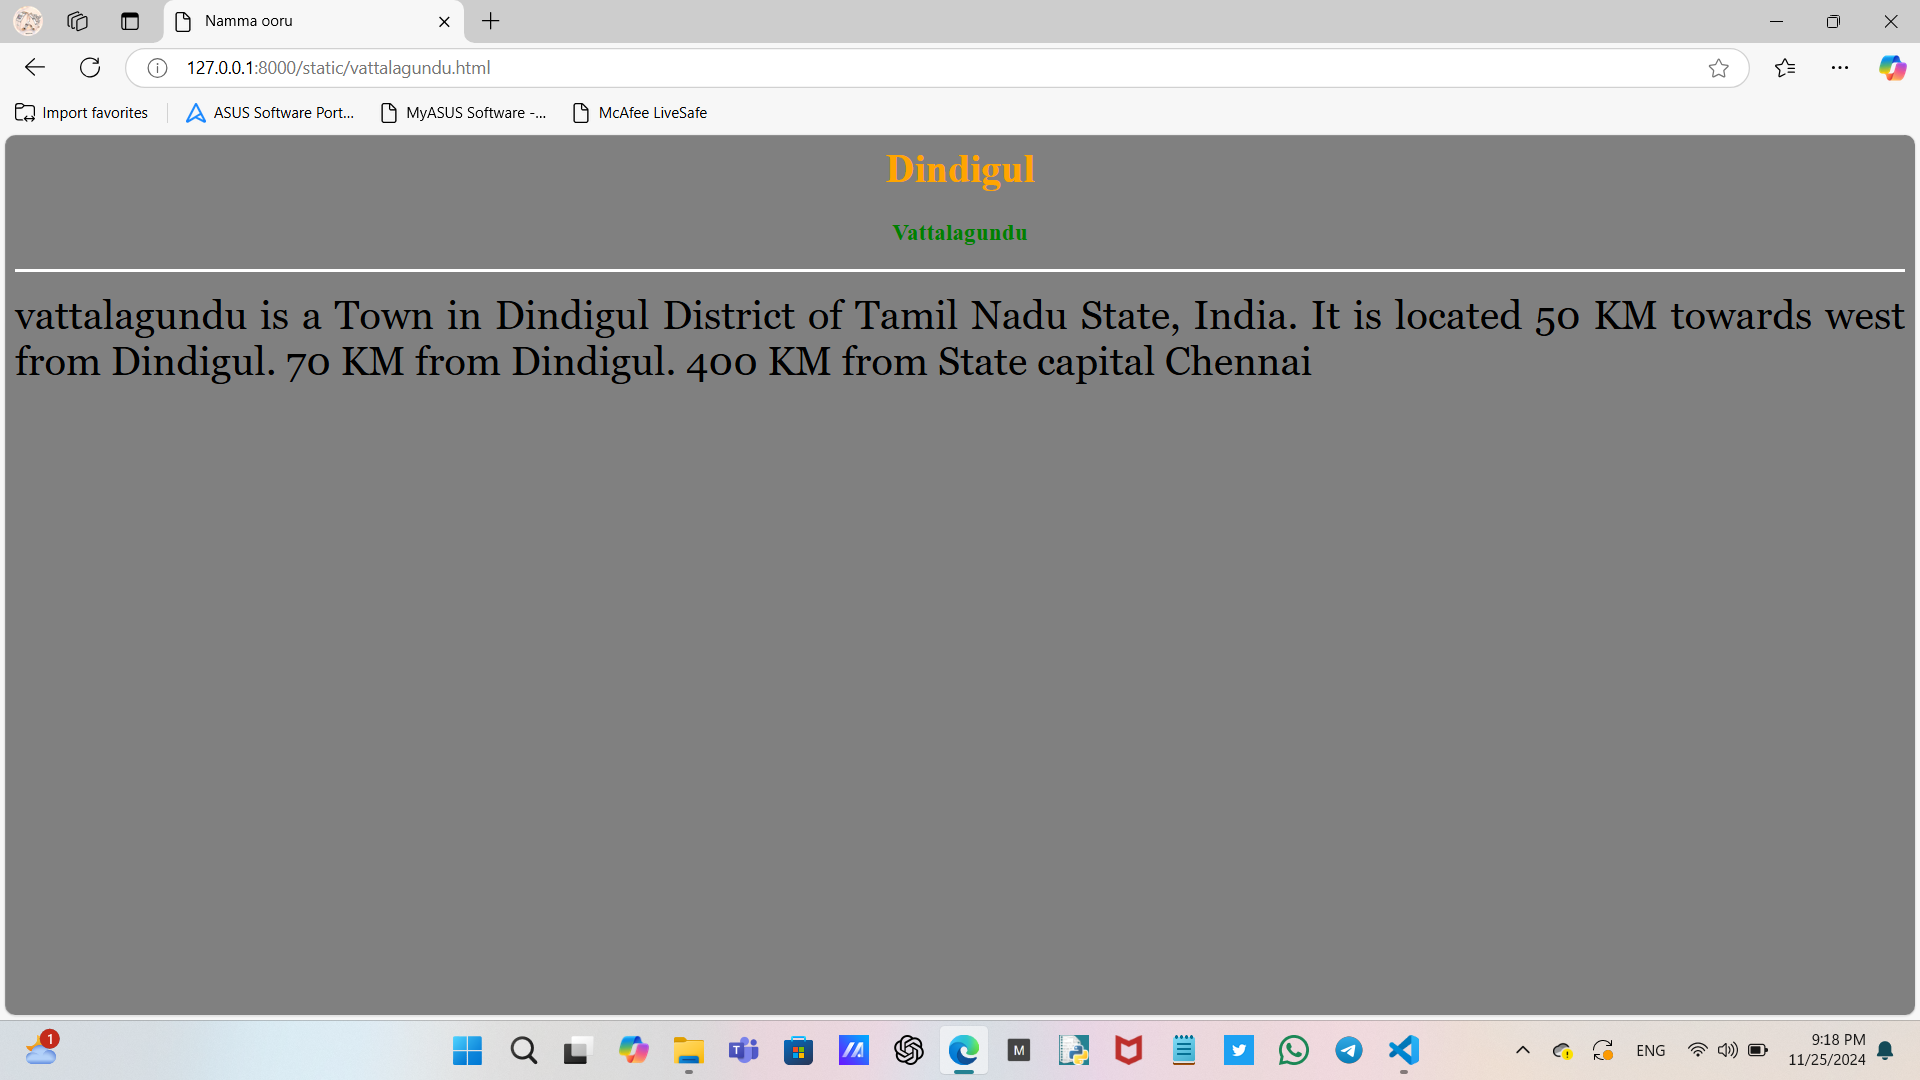 Namma ooru
127.0.0.1:8000/static/vattalagundu.html
Import favorites
ASUS Software Port...
MyASUS Software -...
McAfee LiveSafe
Dindigul
Vattalagundu
vattalagundu is a Town in Dindigul District of Tamil Nadu State, India. It is located 50 KM towards west
from Dindigul. 70 KM from Dindigul. 400 KM from State capital Chennai
1
M
ENG
9:18 PM
11/25/2024